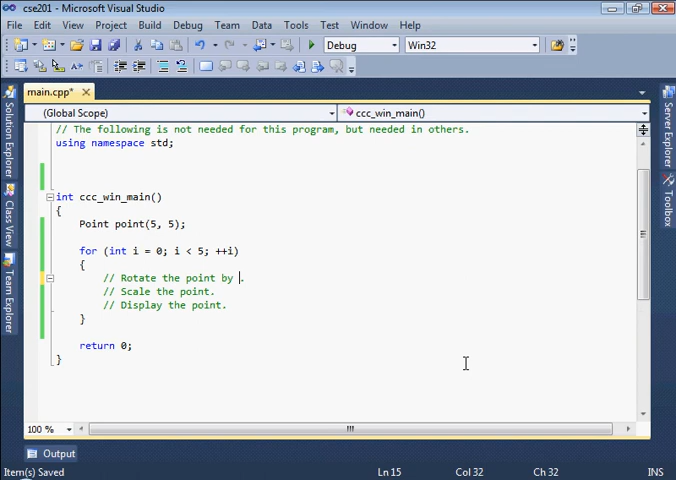 cse201 - Microsoft Visual Studio
File Edit View Project Build Debug Team Data Tools Test Window Help
Debug Win32
main.cpp* ×
(Global Scope) ccc_win_main()
// The following is not needed for this program, but needed in others.
using namespace std;
int ccc_win_main()
{
Point point(5, 5);
for (int i = 0; i < 5; ++i)
{
// Rotate the point by .
// Scale the point.
// Display the point.
}
return 0;
}
100 %
Solution Explorer
Class View
Team Explorer
Server Explorer
Toolbox
Output
Item(s) Saved Ln 15 Col 32 Ch 32 INS